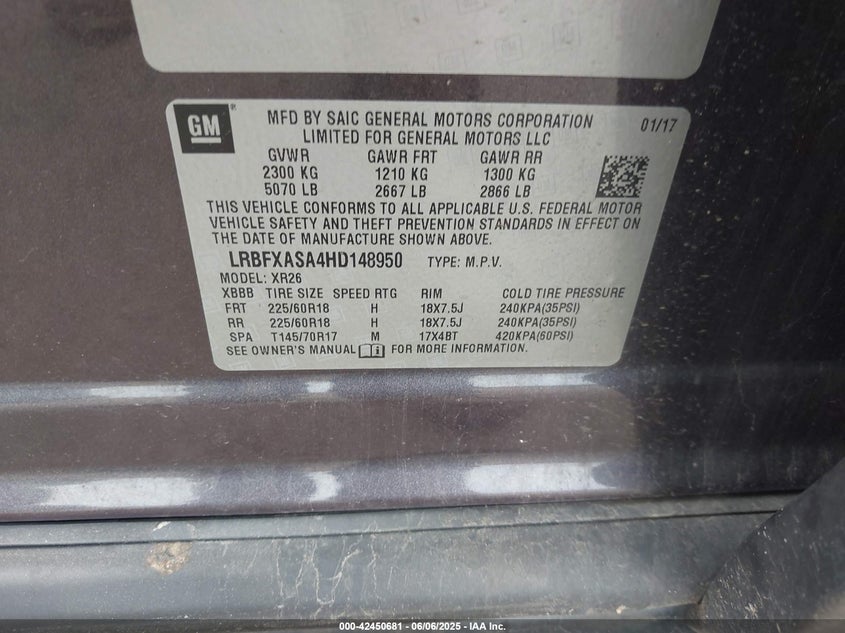 GM ®
MFD BY SAIC GENERAL MOTORS CORPORATION 01/17
LIMITED FOR GENERAL MOTORS LLC
GVWR GAWR FRT GAWR RR
2300 KG 1210 KG 1300 KG
5070 LB 2667 LB 2866 LB
THIS VEHICLE CONFORMS TO ALL APPLICABLE U.S. FEDERAL MOTOR
VEHICLE SAFETY AND THEFT PREVENTION STANDARDS IN EFFECT ON
THE DATE OF MANUFACTURE SHOWN ABOVE.
LRBFXASA4HD148950 TYPE: M.P.V.
MODEL: XR26
XBBB TIRE SIZE SPEED RTG RIM COLD TIRE PRESSURE
FRT 225/60R18 H 18X7.5J 240KPA(35PSI)
RR 225/60R18 H 18X7.5J 240KPA(35PSI)
SPA T145/70R17 M 17X4BT 420KPA(60PSI)
SEE OWNER'S MANUAL FOR MORE INFORMATION.
000-42450681 - 06/06/2025 - IAA Inc.